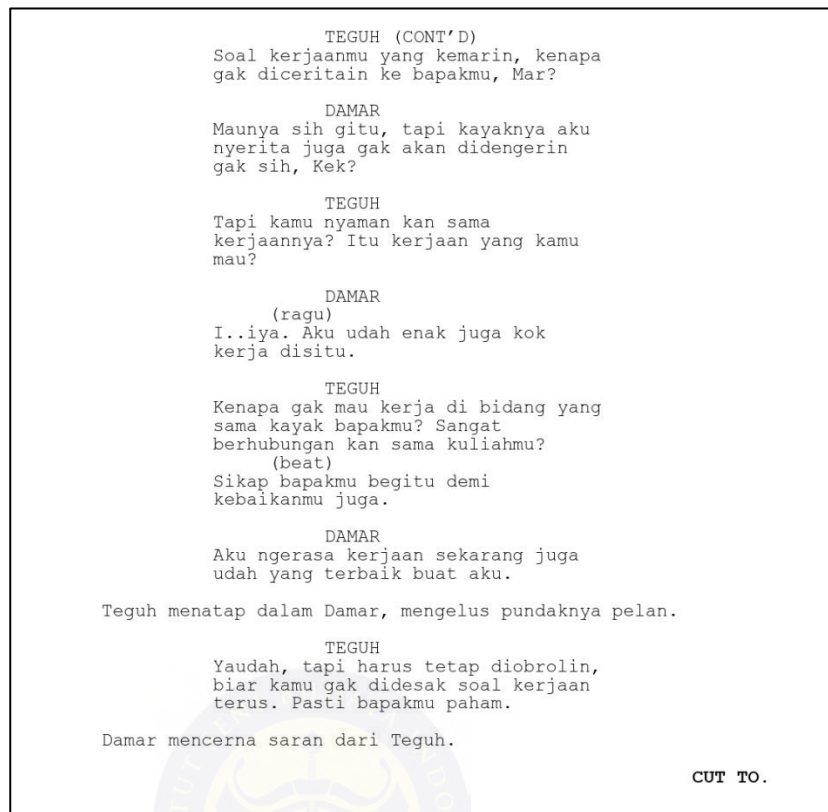 TEGUH (CONT'D)
Soal kerjaanmu yang kemarin, kenapa
gak diceritain ke bapakmu, Mar?
DAMAR
Maunya sih gitu, tapi kayaknya aku
nyerita juga gak akan didengerin
gak sih, Kek?
TEGUH
Tapi kamu nyaman kan sama
kerjaannya? Itu kerjaan yang kamu
mau?
DAMAR
(ragu)
I..iya. Aku udah enak juga kok
kerja disitu.
TEGUH
Kenapa gak mau kerja di bidang yang
sama kayak bapakmu? Sangat
berhubungan kan sama kuliahmu?
(beat)
Sikap bapakmu begitu demi
kebaikanmu juga.
DAMAR
Aku ngerasa kerjaan sekarang juga
udah yang terbaik buat aku.
Teguh menatap dalam Damar, mengelus pundaknya pelan.
TEGUH
Yaudah, tapi harus tetap diobrolin,
biar kamu gak didesak soal kerjaan
terus. Pasti bapakmu paham.
Damar mencerna saran dari Teguh.
CUT TO.